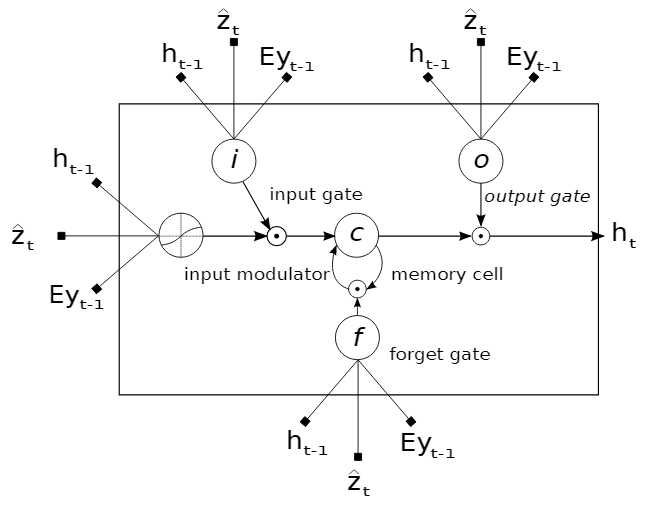 ẑt ẑt
ht-1 Eyt-1 ht-1 Eyt-1
i o
ht-1
input gate output gate
ẑt c ht
input modulator memory cell
Eyt-1
f
forget gate
ht-1 Eyt-1
ẑt